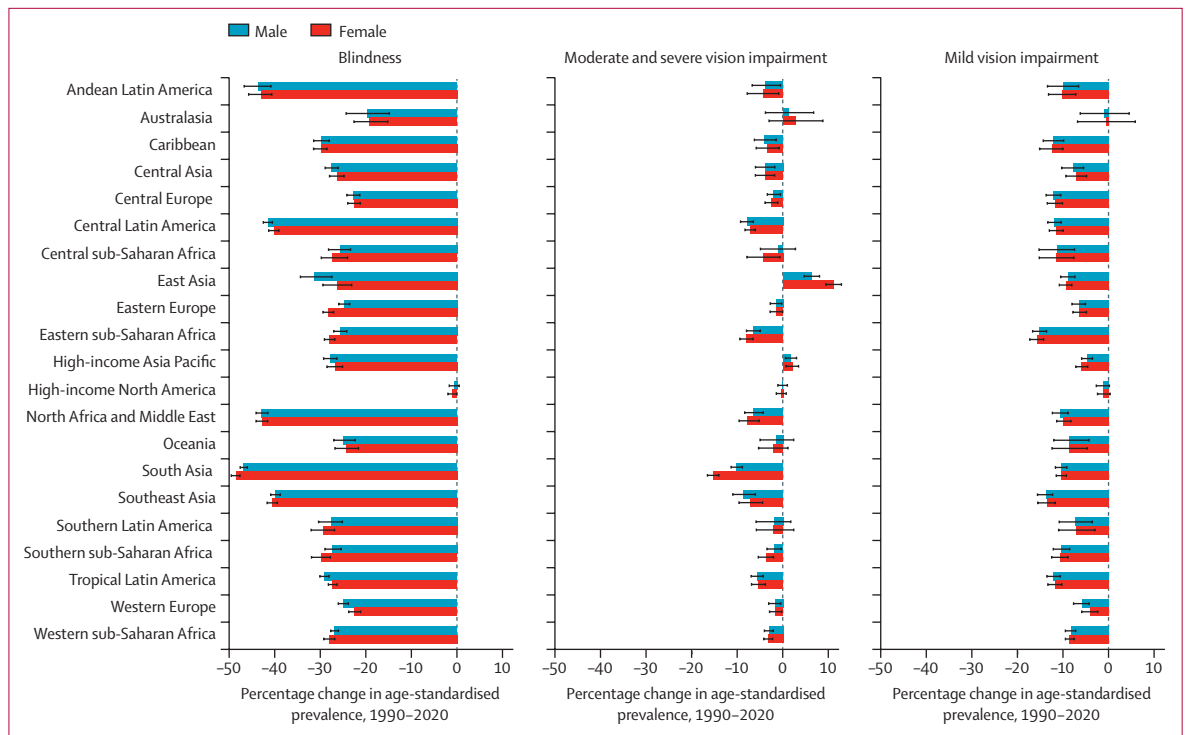 Male Female
Blindness Moderate and severe vision impairment Mild vision impairment
Andean Latin America
Australasia
Caribbean
Central Asia
Central Europe
Central Latin America
Central sub-Saharan Africa
East Asia
Eastern Europe
Eastern sub-Saharan Africa
High-income Asia Pacific
High-income North America
North Africa and Middle East
Oceania
South Asia
Southeast Asia
Southern Latin America
Southern sub-Saharan Africa
Tropical Latin America
Western Europe
Western sub-Saharan Africa
–50 –40 –30 –20 –10 0 10 –50 –40 –30 –20 –10 0 10 –50 –40 –30 –20 –10 0 10
Percentage change in age-standardised Percentage change in age-standardised Percentage change in age-standardised
prevalence, 1990–2020 prevalence, 1990–2020 prevalence, 1990–2020